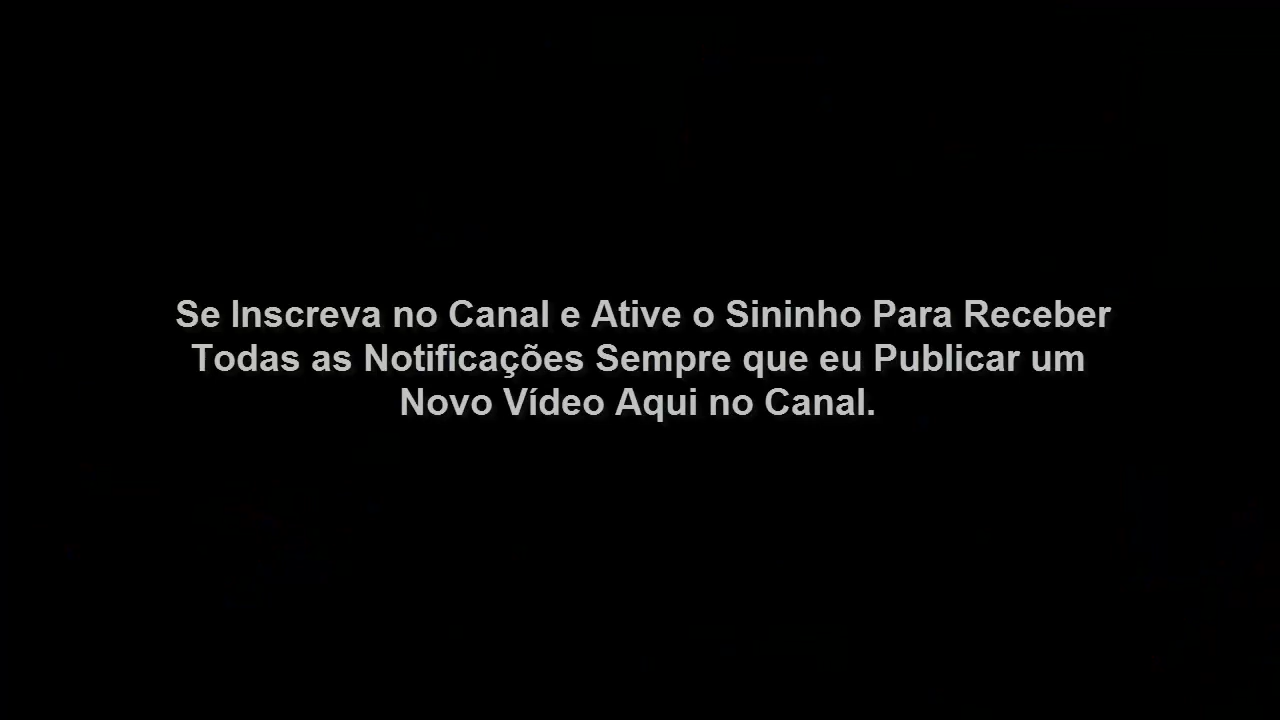 Se Inscreva no Canal e Ative o Sininho Para Receber
Todas as Notificações Sempre que eu Publicar um
Novo Vídeo Aqui no Canal.